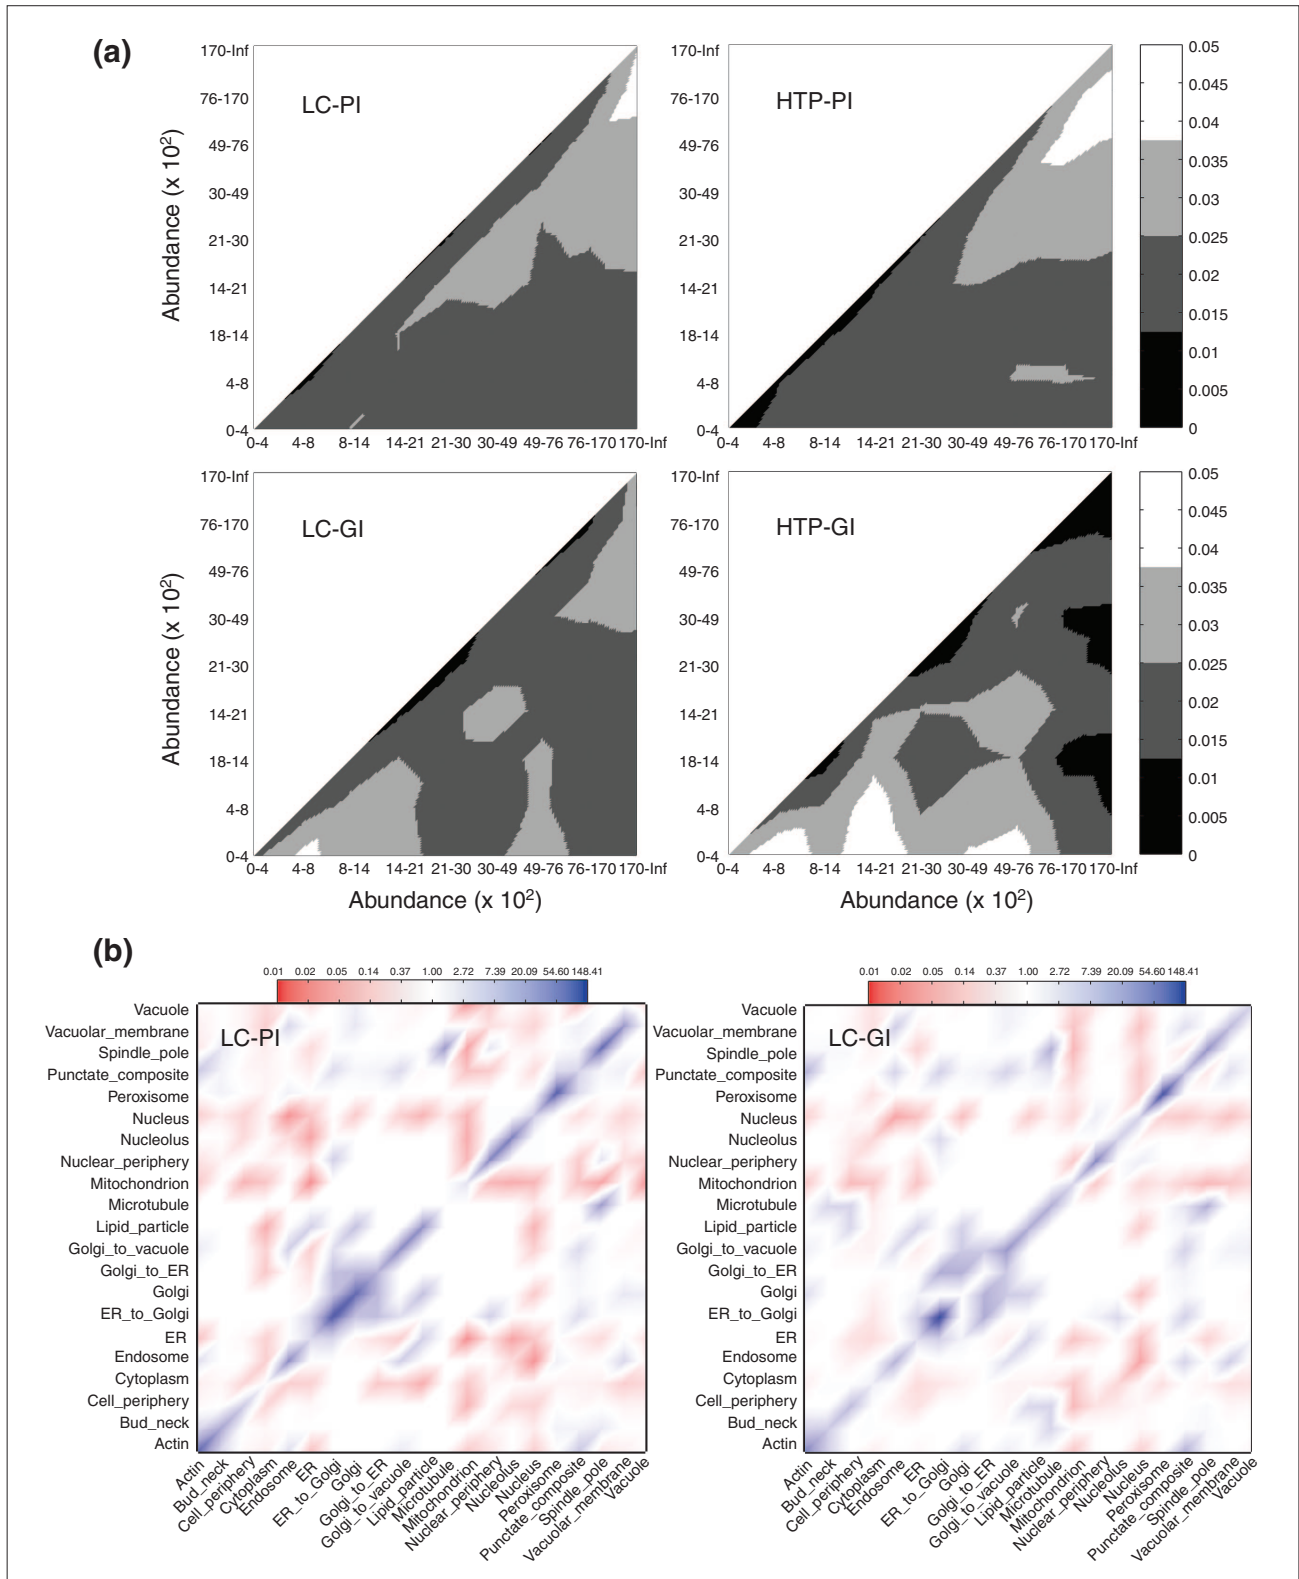 (a)
LC-PI
170-Inf
76-170
49-76
30-49
21-30
14-21
18-14
4-8
0-4
Abundance (x 10²)
0-4 4-8 8-14 14-21 21-30 30-49 49-76 76-170 170-Inf
HTP-PI
170-Inf
76-170
49-76
30-49
21-30
14-21
18-14
4-8
0-4
0-4 4-8 8-14 14-21 21-30 30-49 49-76 76-170 170-Inf
0.05
0.045
0.04
0.035
0.03
0.025
0.02
0.015
0.01
0.005
0
LC-GI
170-Inf
76-170
49-76
30-49
21-30
14-21
18-14
4-8
0-4
Abundance (x 10²)
0-4 4-8 8-14 14-21 21-30 30-49 49-76 76-170 170-Inf
Abundance (x 10²)
HTP-GI
170-Inf
76-170
49-76
30-49
21-30
14-21
18-14
4-8
0-4
0-4 4-8 8-14 14-21 21-30 30-49 49-76 76-170 170-Inf
Abundance (x 10²)
0.05
0.045
0.04
0.035
0.03
0.025
0.02
0.015
0.01
0.005
0
(b)
0.01 0.02 0.05 0.14 0.37 1.00 2.72 7.39 20.09 54.60 148.41
LC-PI
Vacuole
Vacuolar_membrane
Spindle_pole
Punctate_composite
Peroxisome
Nucleus
Nucleolus
Nuclear_periphery
Mitochondrion
Microtubule
Lipid_particle
Golgi_to_vacuole
Golgi_to_ER
Golgi
ER_to_Golgi
ER
Endosome
Cytoplasm
Cell_periphery
Bud_neck
Actin
Actin
Bud_neck
Cell_periphery
Cytoplasm
Endosome
ER
ER_to_Golgi
Golgi
Golgi_to_ER
Golgi_to_vacuole
Lipid_particle
Microtubule
Mitochondrion
Nuclear_periphery
Nucleolus
Nucleus
Peroxisome
Punctate_composite
Spindle_pole
Vacuolar_membrane
Vacuole
0.01 0.02 0.05 0.14 0.37 1.00 2.72 7.39 20.09 54.60 148.41
LC-GI
Vacuole
Vacuolar_membrane
Spindle_pole
Punctate_composite
Peroxisome
Nucleus
Nucleolus
Nuclear_periphery
Mitochondrion
Microtubule
Lipid_particle
Golgi_to_vacuole
Golgi_to_ER
Golgi
ER_to_Golgi
ER
Endosome
Cytoplasm
Cell_periphery
Bud_neck
Actin
Actin
Bud_neck
Cell_periphery
Cytoplasm
Endosome
ER
ER_to_Golgi
Golgi
Golgi_to_ER
Golgi_to_vacuole
Lipid_particle
Microtubule
Mitochondrion
Nuclear_periphery
Nucleolus
Nucleus
Peroxisome
Punctate_composite
Spindle_pole
Vacuolar_membrane
Vacuole